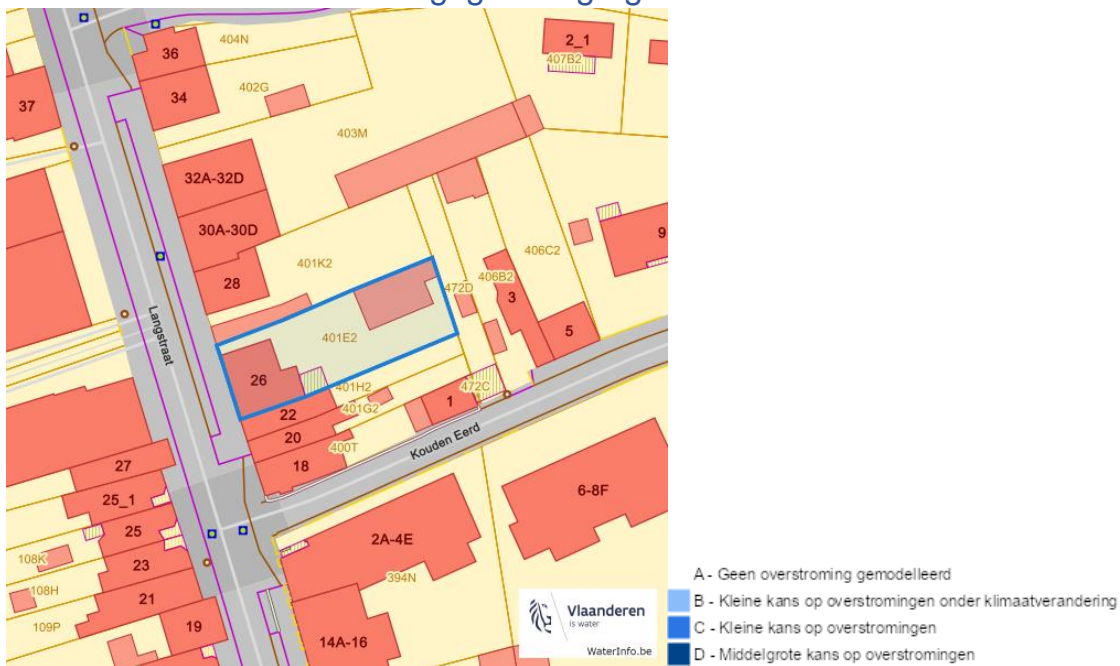 36
404N
2_1
407B2
34
402G
37
403M
32A-32D
30A-30D
9
406C2
401K2
28
472D
406B2
3
Langstraat
401E2
5
26
401H2
472C
22
401G2
1
20
400T
Kouden Eerd
18
27
25_1
6-8F
25
2A-4E
108K
23
394N
108H
21
109P
19
14A-16
Vlaanderen
is water
WaterInfo.be
A - Geen overstroming gemodelleerd
B - Kleine kans op overstromingen onder klimaatverandering
C - Kleine kans op overstromingen
D - Middelgrote kans op overstromingen